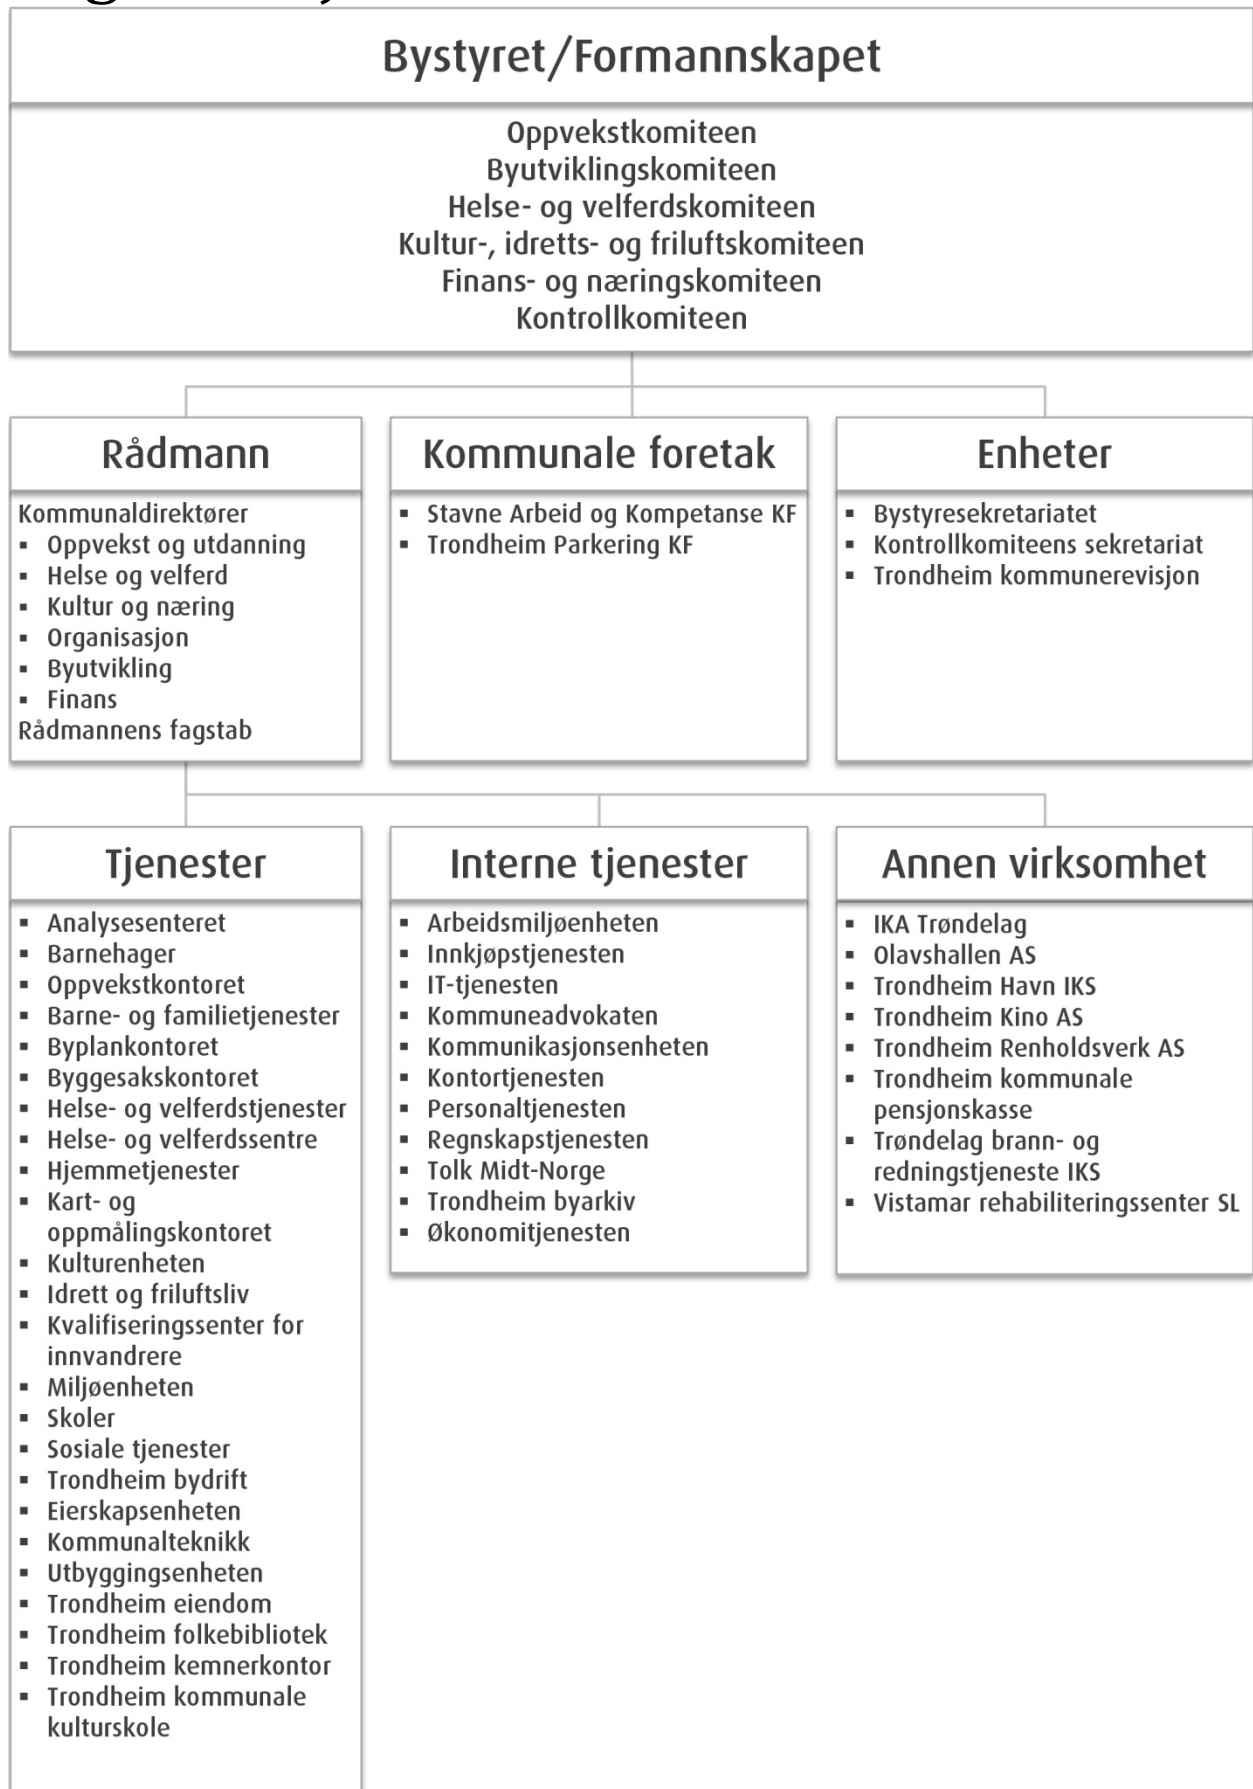 Bystyret/Formannskapet
Oppvekstkomiteen
Byutviklingskomiteen
Helse- og velferdskomiteen
Kultur-, idretts- og friluftskomiteen
Finans- og næringskomiteen
Kontrollkomiteen
Rådmann
Kommunaldirektører
▪ Oppvekst og utdanning
▪ Helse og velferd
▪ Kultur og næring
▪ Organisasjon
▪ Byutvikling
▪ Finans
Rådmannens fagstab
Kommunale foretak
▪ Stavne Arbeid og Kompetanse KF
▪ Trondheim Parkering KF
Enheter
▪ Bystyresekretariatet
▪ Kontrollkomiteens sekretariat
▪ Trondheim kommunerevisjon
Tjenester
▪ Analysesenteret
▪ Barnehager
▪ Oppvekstkontoret
▪ Barne- og familietjenester
▪ Byplankontoret
▪ Byggesakskontoret
▪ Helse- og velferdstjenester
▪ Helse- og velferdssentre
▪ Hjemmetjenester
▪ Kart- og
oppmålingskontoret
▪ Kulturenheten
▪ Idrett og friluftsliv
▪ Kvalifiseringssenter for
innvandrere
▪ Miljøenheten
▪ Skoler
▪ Sosiale tjenester
▪ Trondheim bydrift
▪ Eierskapsenheten
▪ Kommunalteknikk
▪ Utbyggingsenheten
▪ Trondheim eiendom
▪ Trondheim folkebibliotek
▪ Trondheim kemnerkontor
▪ Trondheim kommunale
kulturskole
Interne tjenester
▪ Arbeidsmiljøenheten
▪ Innkjøpstjenesten
▪ IT-tjenesten
▪ Kommuneadvokaten
▪ Kommunikasjonsenheten
▪ Kontortjenesten
▪ Personaltjenesten
▪ Regnskapstjenesten
▪ Tolk Midt-Norge
▪ Trondheim byarkiv
▪ Økonomitjenesten
Annen virksomhet
▪ IKA Trøndelag
▪ Olavshallen AS
▪ Trondheim Havn IKS
▪ Trondheim Kino AS
▪ Trondheim Renholdsverk AS
▪ Trondheim kommunale
pensjonskasse
▪ Trøndelag brann- og
redningstjeneste IKS
▪ Vistamar rehabiliteringssenter SL